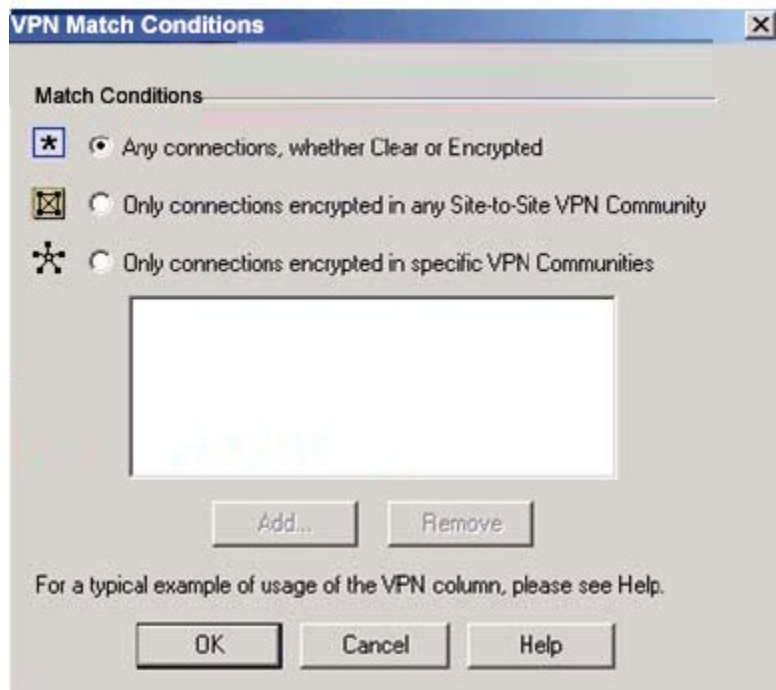 VPN Match Conditions
Match Conditions
Any connections, whether Clear or Encrypted
Only connections encrypted in any Site-to-Site VPN Community
Only connections encrypted in specific VPN Communities
Add...
Remove
For a typical example of usage of the VPN column, please see Help.
OK
Cancel
Help